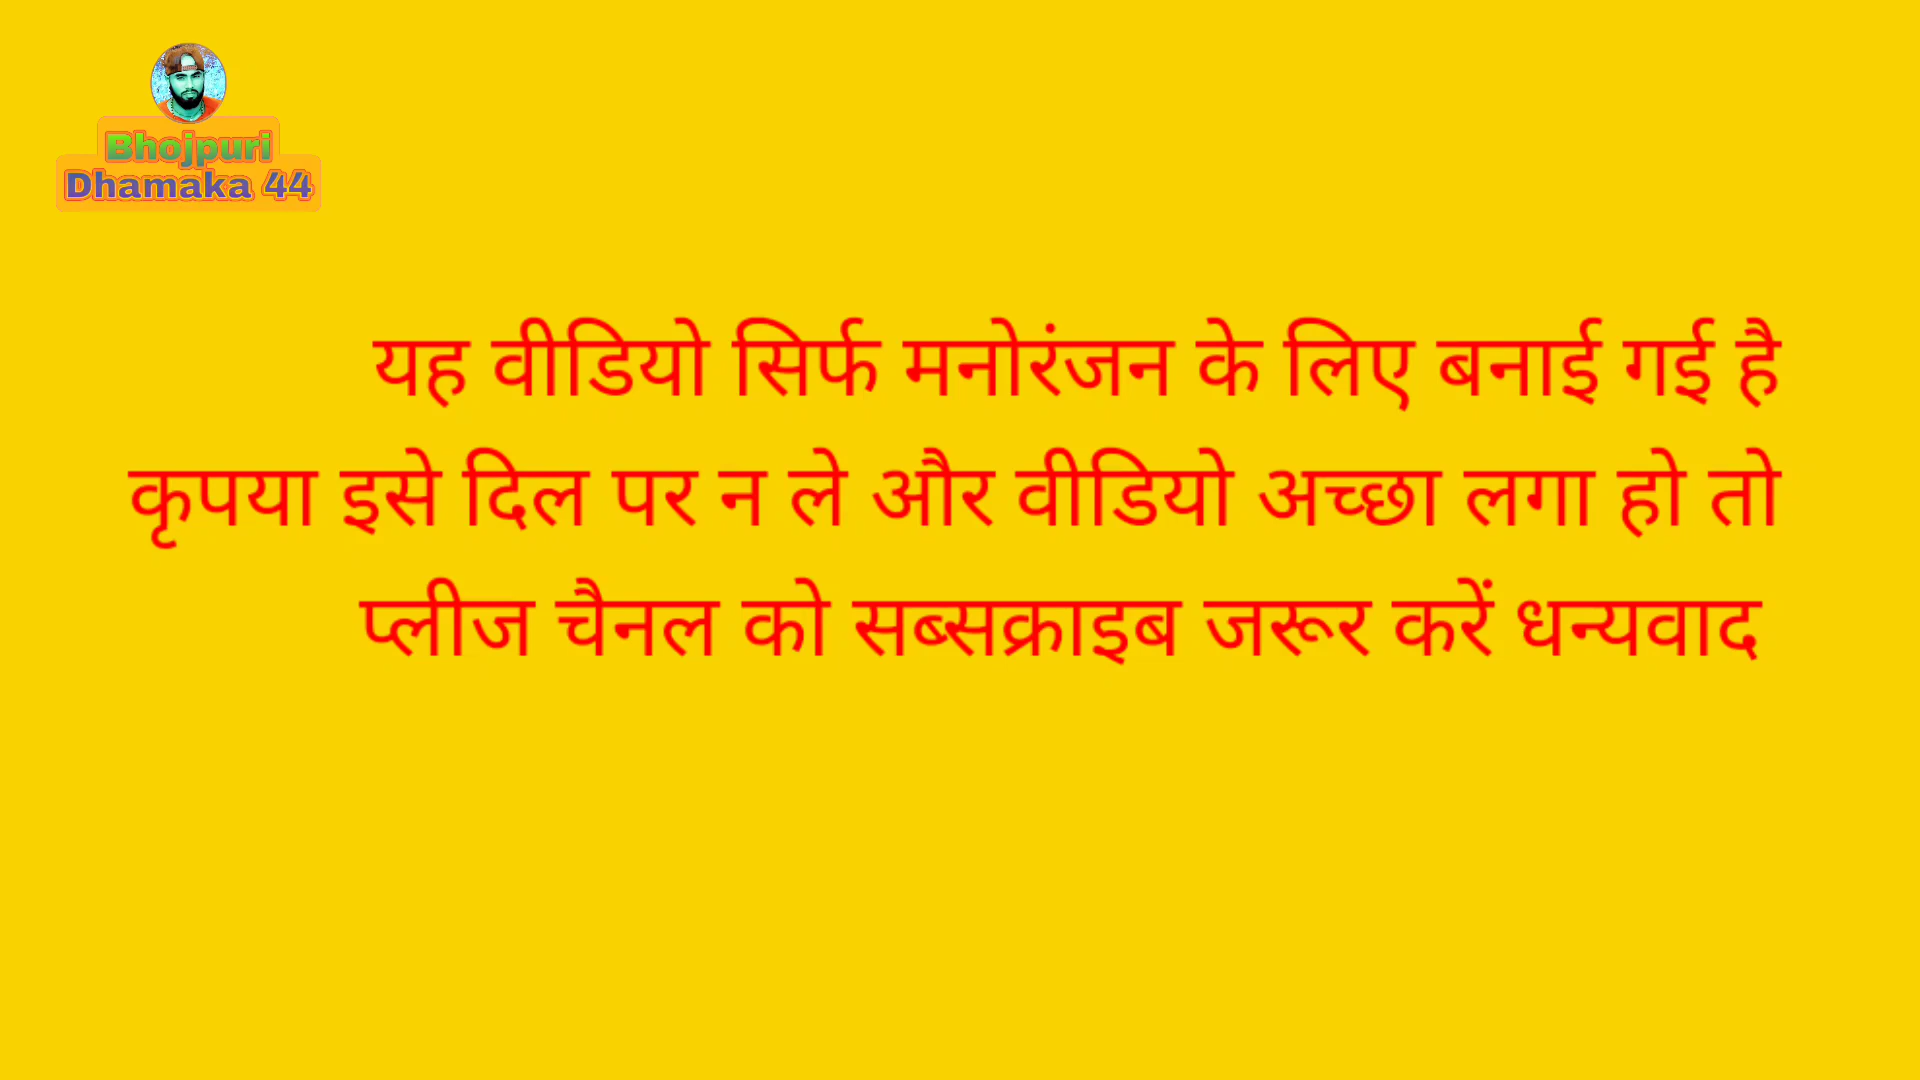 Bhojpuri
Dhamaka 44
यह वीडियो सिर्फ मनोरंजन के लिए बनाई गई है
कृपया इसे दिल पर न ले और वीडियो अच्छा लगा हो तो
प्लीज चैनल को सब्सक्राइब जरूर करें धन्यवाद